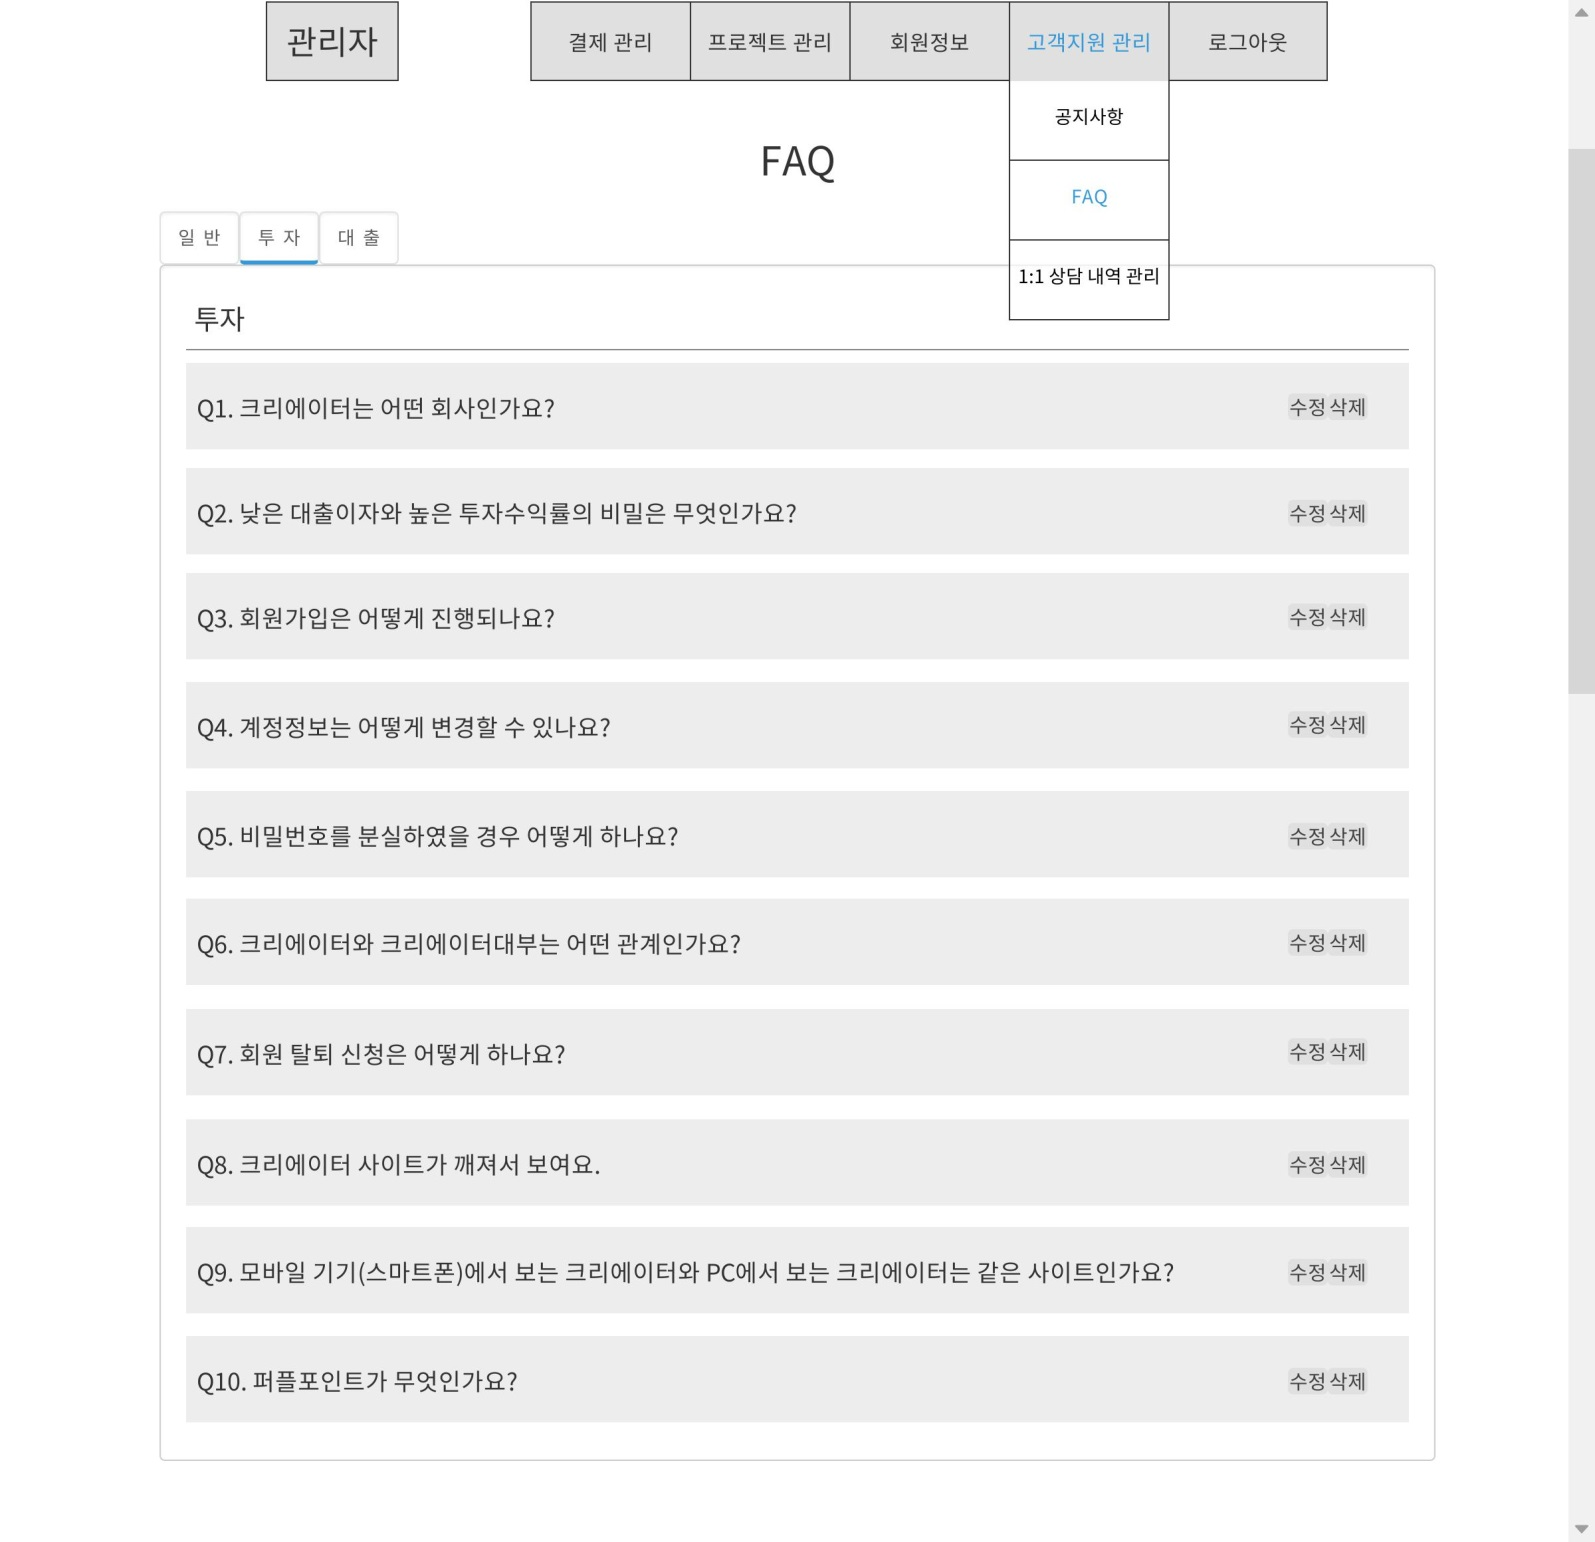 관리자
결제 관리 프로젝트 관리 회원정보 고객지원 관리 로그아웃
공지사항
FAQ
1:1 상담 내역 관리
FAQ
일 반 투 자 대 출
투자
Q1. 크리에이터는 어떤 회사인가요? 수정 삭제
Q2. 낮은 대출이자와 높은 투자수익률의 비밀은 무엇인가요? 수정 삭제
Q3. 회원가입은 어떻게 진행되나요? 수정 삭제
Q4. 계정정보는 어떻게 변경할 수 있나요? 수정 삭제
Q5. 비밀번호를 분실하였을 경우 어떻게 하나요? 수정 삭제
Q6. 크리에이터와 크리에이터대부는 어떤 관계인가요? 수정 삭제
Q7. 회원 탈퇴 신청은 어떻게 하나요? 수정 삭제
Q8. 크리에이터 사이트가 깨져서 보여요. 수정 삭제
Q9. 모바일 기기(스마트폰)에서 보는 크리에이터와 PC에서 보는 크리에이터는 같은 사이트인가요? 수정 삭제
Q10. 퍼플포인트가 무엇인가요? 수정 삭제